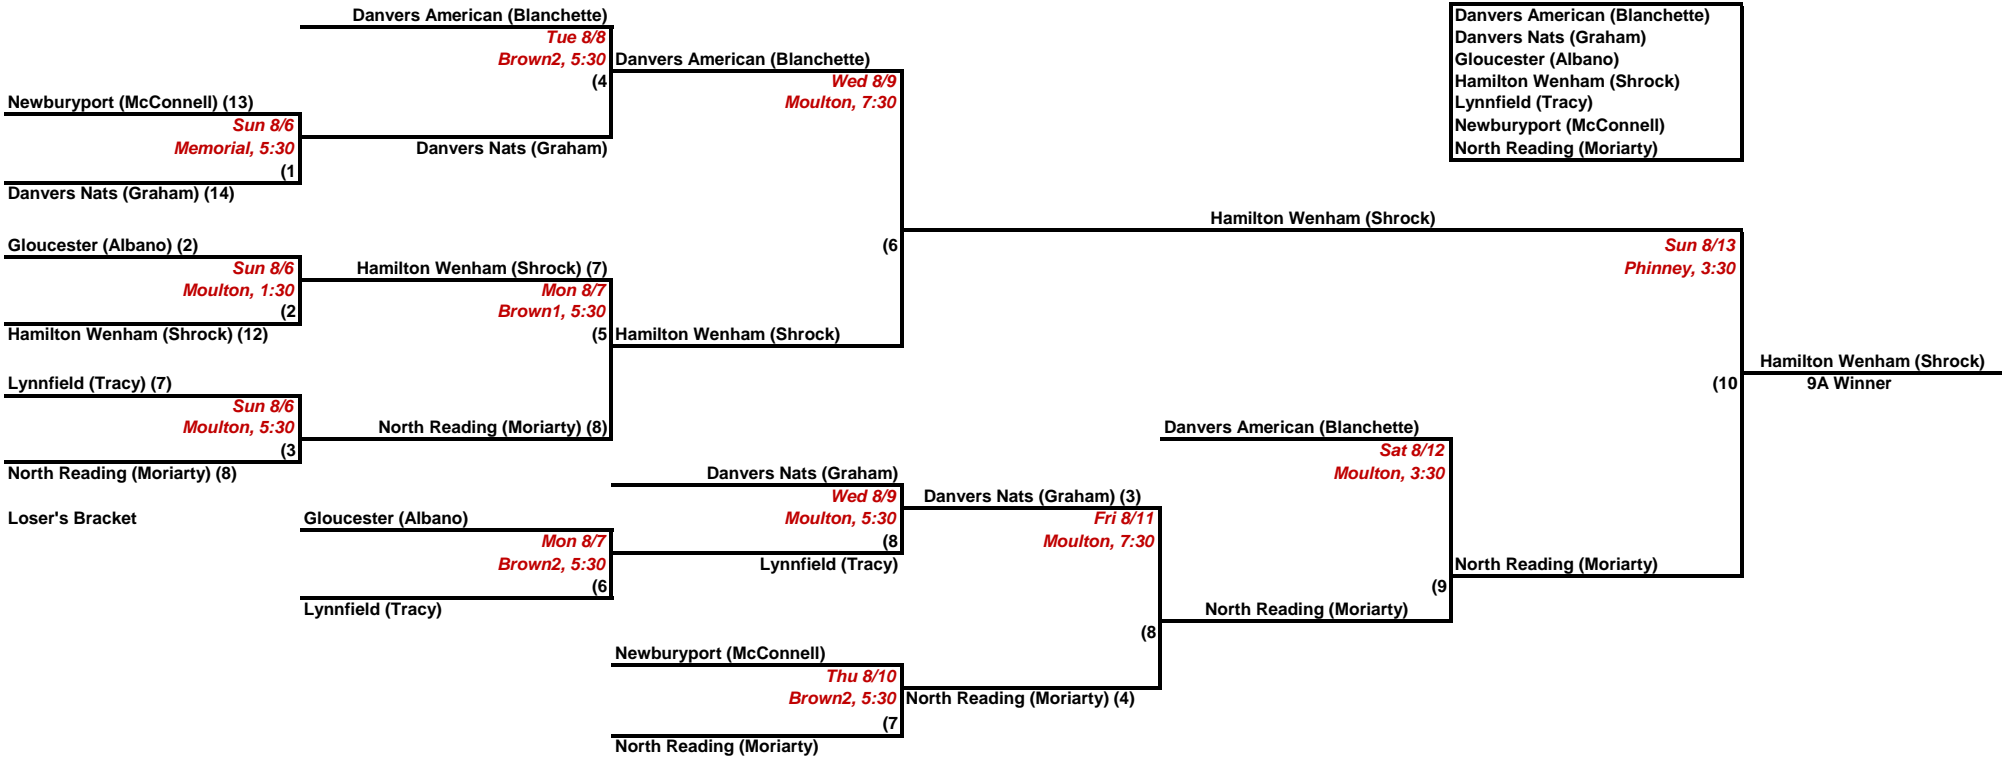 Danvers American (Blanchette)
Tue 8/8
Brown2, 5:30
(4
Danvers American (Blanchette)
Wed 8/9
Moulton, 7:30
Newburyport (McConnell) (13)
Sun 8/6
Memorial, 5:30
(1
Danvers Nats (Graham)
Danvers Nats (Graham) (14)
Danvers American (Blanchette)
Danvers Nats (Graham)
Gloucester (Albano)
Hamilton Wenham (Shrock)
Lynnfield (Tracy)
Newburyport (McConnell)
North Reading (Moriarty)
Hamilton Wenham (Shrock)
(6
Sun 8/13
Phinney, 3:30
Gloucester (Albano) (2)
Sun 8/6
Moulton, 1:30
(2
Hamilton Wenham (Shrock) (12)
Hamilton Wenham (Shrock) (7)
Mon 8/7
Brown1, 5:30
(5
Hamilton Wenham (Shrock)
Lynnfield (Tracy) (7)
Sun 8/6
Moulton, 5:30
(3
North Reading (Moriarty) (8)
North Reading (Moriarty) (8)
(10
Hamilton Wenham (Shrock)
9A Winner
Danvers American (Blanchette)
Sat 8/12
Moulton, 3:30
(9
North Reading (Moriarty)
Loser's Bracket
Gloucester (Albano)
Mon 8/7
Brown2, 5:30
(6
Lynnfield (Tracy)
Danvers Nats (Graham)
Wed 8/9
Moulton, 5:30
(8
Lynnfield (Tracy)
Danvers Nats (Graham) (3)
Fri 8/11
Moulton, 7:30
(8
North Reading (Moriarty)
Newburyport (McConnell)
Thu 8/10
Brown2, 5:30
(7
North Reading (Moriarty) (4)
North Reading (Moriarty)